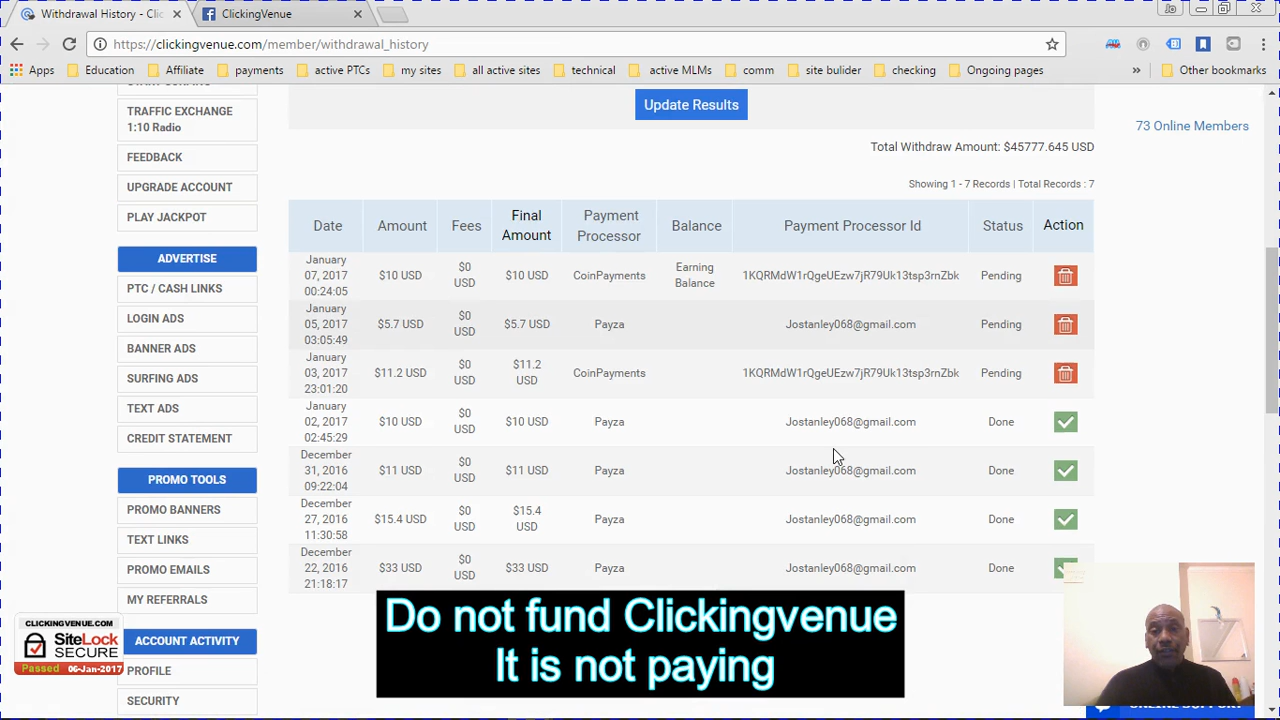 Withdrawal History - Clic
ClickingVenue
Jo
https://clickingvenue.com/member/withdrawal_history
Apps Education Affiliate payments active PTCs my sites all active sites technical active MLM comm site bulider checking Ongoing pages » Other bookmarks
Update Results
73 Online Members
TRAFFIC EXCHANGE
1:10 Radio
FEEDBACK
UPGRADE ACCOUNT
PLAY JACKPOT
ADVERTISE
PTC / CASH LINKS
LOGIN ADS
BANNER ADS
SURFING ADS
TEXT ADS
CREDIT STATEMENT
PROMO TOOLS
PROMO BANNERS
TEXT LINKS
PROMO EMAILS
MY REFERRALS
ACCOUNT ACTIVITY
PROFILE
SECURITY
CLICKINGVENUE.COM
SiteLock
SECURE
Passed 06-Jan-2017
Total Withdraw Amount: $45777.645 USD
Showing 1 - 7 Records | Total Records : 7
Date Amount Fees Final Amount Payment Processor Balance Payment Processor Id Status Action
January 07, 2017 00:24:05 $10 USD $0 USD $10 USD CoinPayments Earning Balance 1KQRMdW1rQgeUEzw7jR79Uk13tsp3rnZbk Pending
January 05, 2017 03:05:49 $5.7 USD $0 USD $5.7 USD Payza Jostanley068@gmail.com Pending
January 03, 2017 23:01:20 $11.2 USD $0 USD $11.2 USD CoinPayments 1KQRMdW1rQgeUEzw7jR79Uk13tsp3rnZbk Pending
January 02, 2017 02:45:29 $10 USD $0 USD $10 USD Payza Jostanley068@gmail.com Done
December 31, 2016 09:22:04 $11 USD $0 USD $11 USD Payza Jostanley068@gmail.com Done
December 27, 2016 11:30:58 $15.4 USD $0 USD $15.4 USD Payza Jostanley068@gmail.com Done
December 22, 2016 21:18:17 $33 USD $0 USD $33 USD Payza Jostanley068@gmail.com Done
Do not fund Clickingvenue
It is not paying